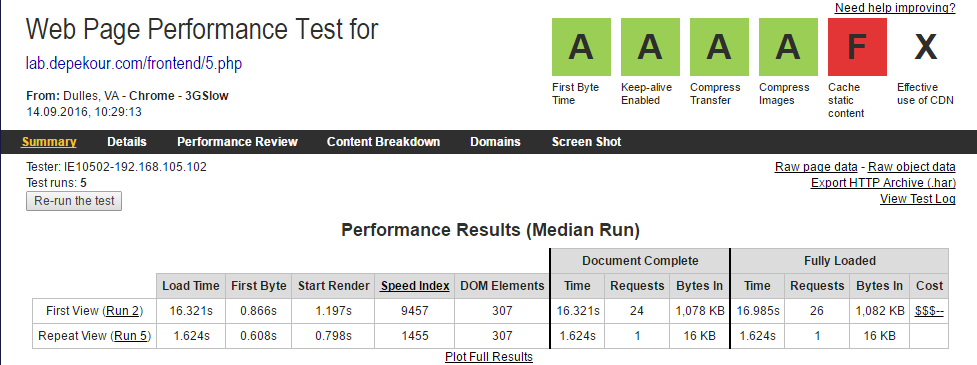 Need help improving?
Web Page Performance Test for
lab.depekour.com/frontend/5.php
From: Dulles, VA - Chrome - 3GSlow
14.09.2016, 10:29:13
A A A A F X
First Byte Time
Keep-alive Enabled
Compress Transfer
Compress Images
Cache static content
Effective use of CDN
Summary Details Performance Review Content Breakdown Domains Screen Shot
Tester: IE10502-192.168.105.102
Test runs: 5
Re-run the test
Raw page data - Raw object data
Export HTTP Archive (.har)
View Test Log
Performance Results (Median Run)
Document Complete Fully Loaded
Load Time First Byte Start Render Speed Index DOM Elements Time Requests Bytes In Time Requests Bytes In Cost
First View (Run 2) 16.321s 0.866s 1.197s 9457 307 16.321s 24 1,078 KB 16.985s 26 1,082 KB $$$--
Repeat View (Run 5) 1.624s 0.608s 0.798s 1455 307 1.624s 1 16 KB 1.624s 1 16 KB
Plot Full Results